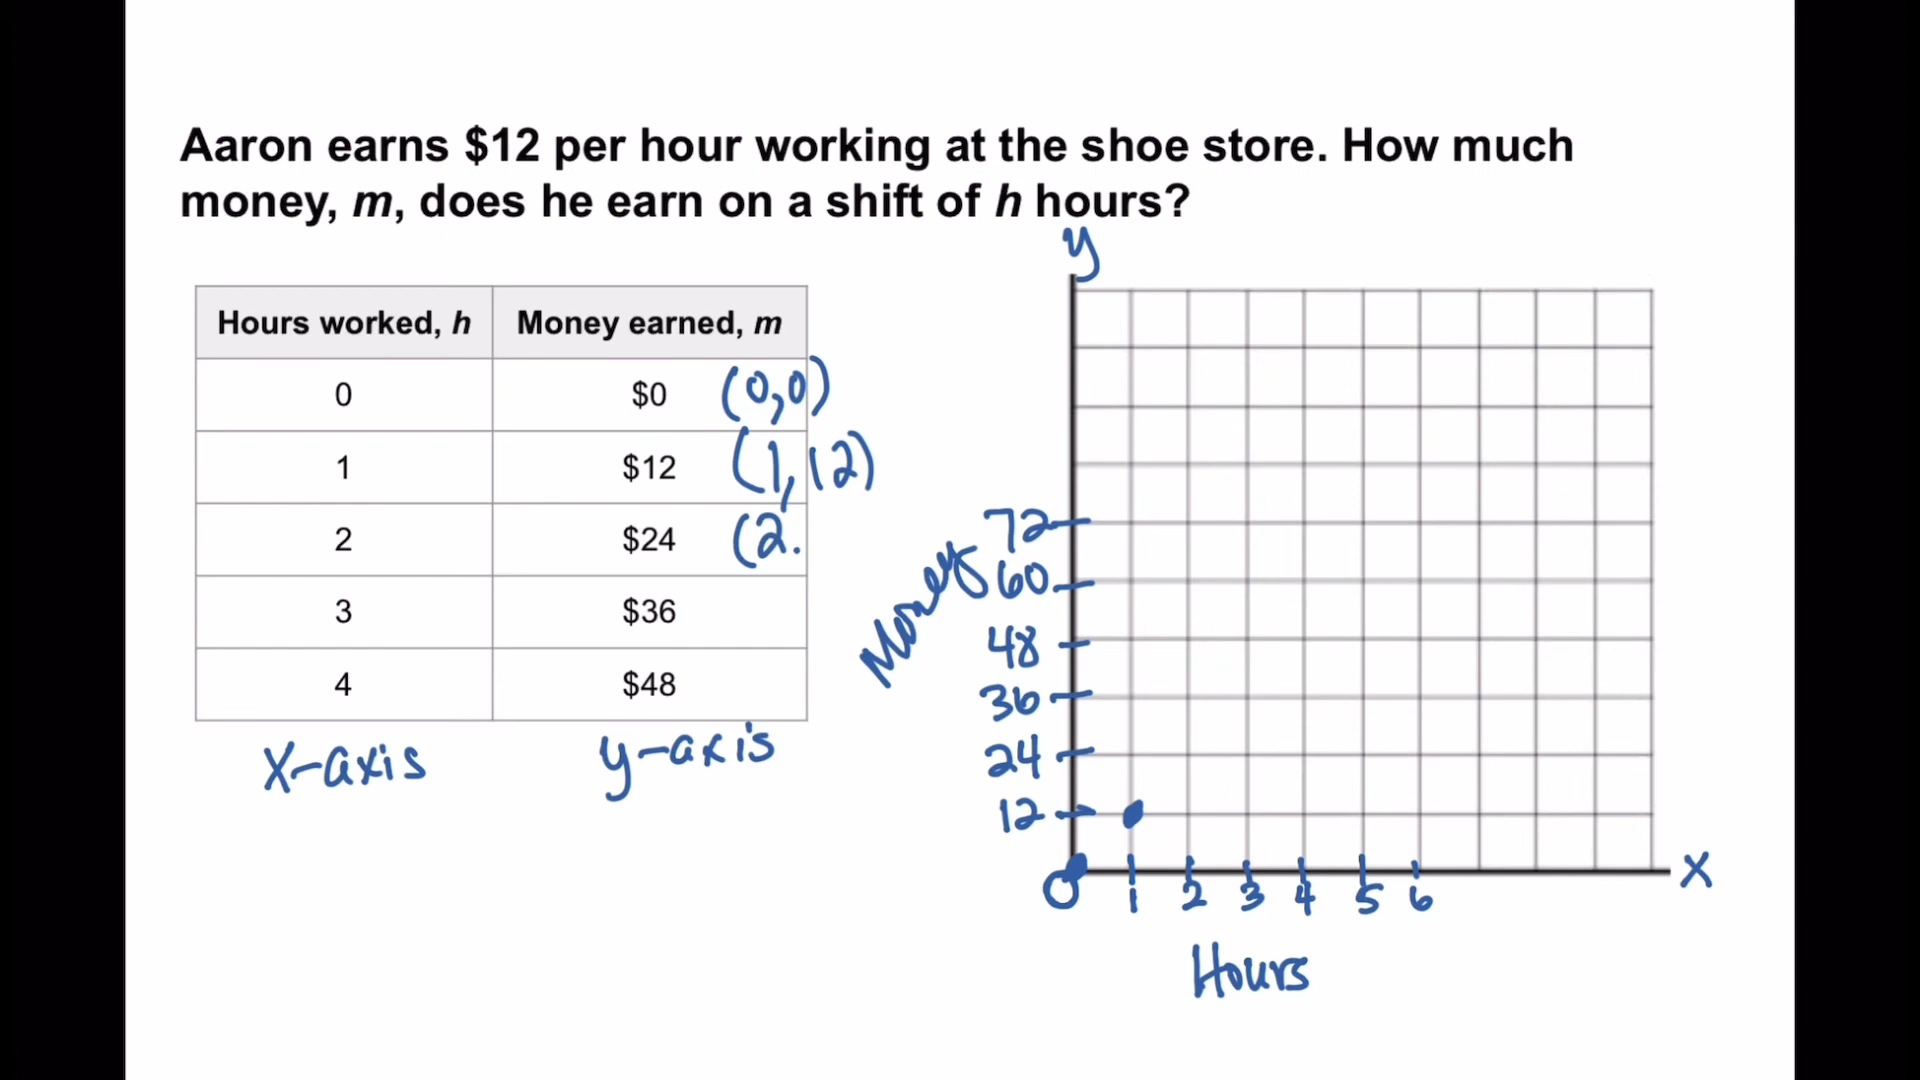 Aaron earns $12 per hour working at the shoe store. How much
money, m, does he earn on a shift of h hours?
Hours worked, h Money earned, m
0 $0 (0,0)
1 $12 (1,12)
2 $24 (2.
3 $36
4 $48
x-axis y-axis
y
Money
72
60
48
36
24
12
0 1 2 3 4 5 6 x
Hours